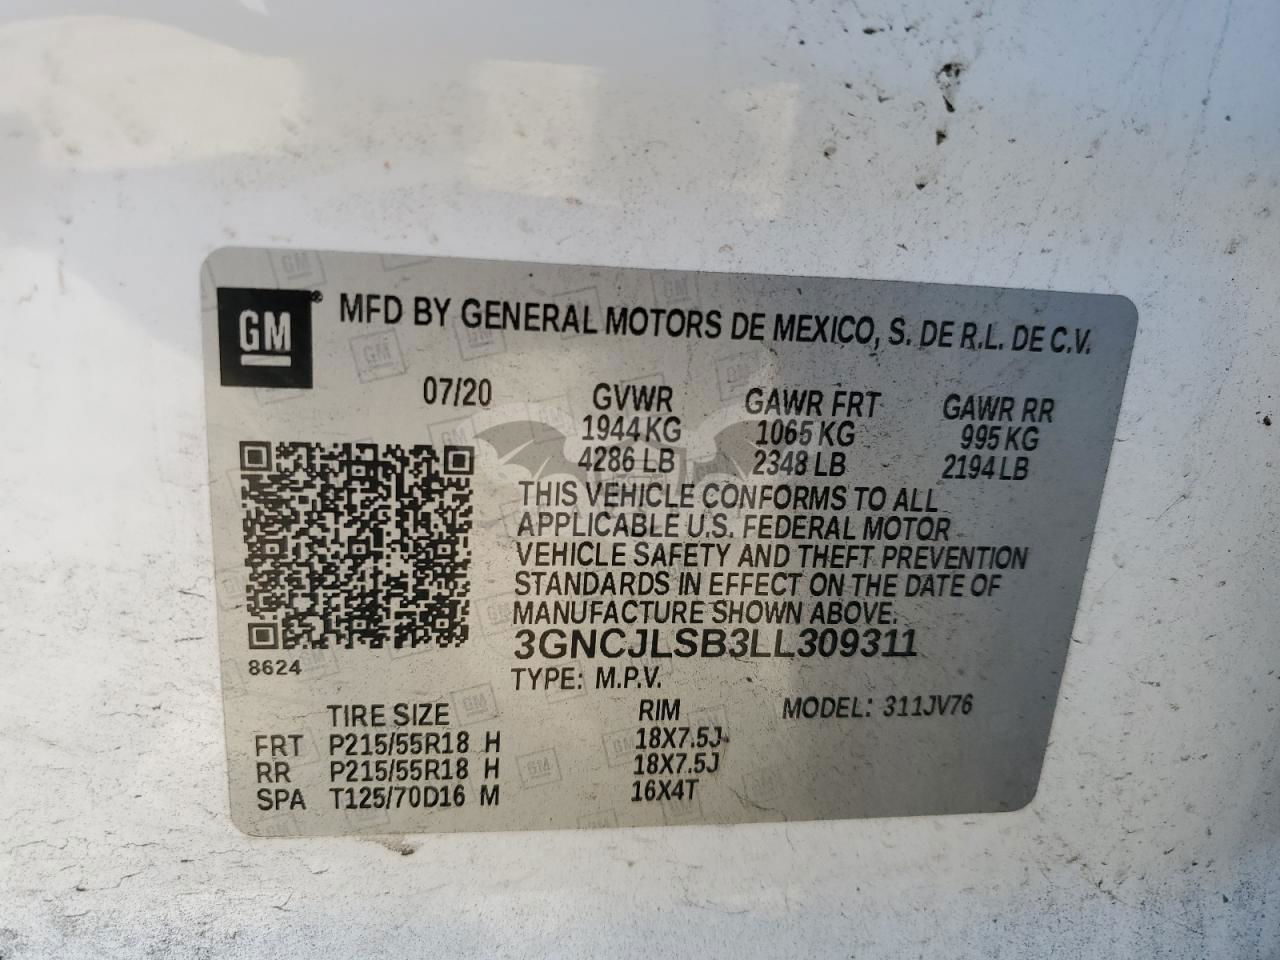 GM® MFD BY GENERAL MOTORS DE MEXICO, S. DE R.L. DE C.V.
07/20 GVWR GAWR FRT GAWR RR
1944 KG 1065 KG 995 KG
4286 LB 2348 LB 2194 LB
THIS VEHICLE CONFORMS TO ALL
APPLICABLE U.S. FEDERAL MOTOR
VEHICLE SAFETY AND THEFT PREVENTION
STANDARDS IN EFFECT ON THE DATE OF
MANUFACTURE SHOWN ABOVE.
3GNCJLSB3LL309311
8624
TYPE: M.P.V.
TIRE SIZE RIM MODEL: 311JV76
FRT P215/55R18 H 18X7.5J
RR P215/55R18 H 18X7.5J
SPA T125/70D16 M 16X4T